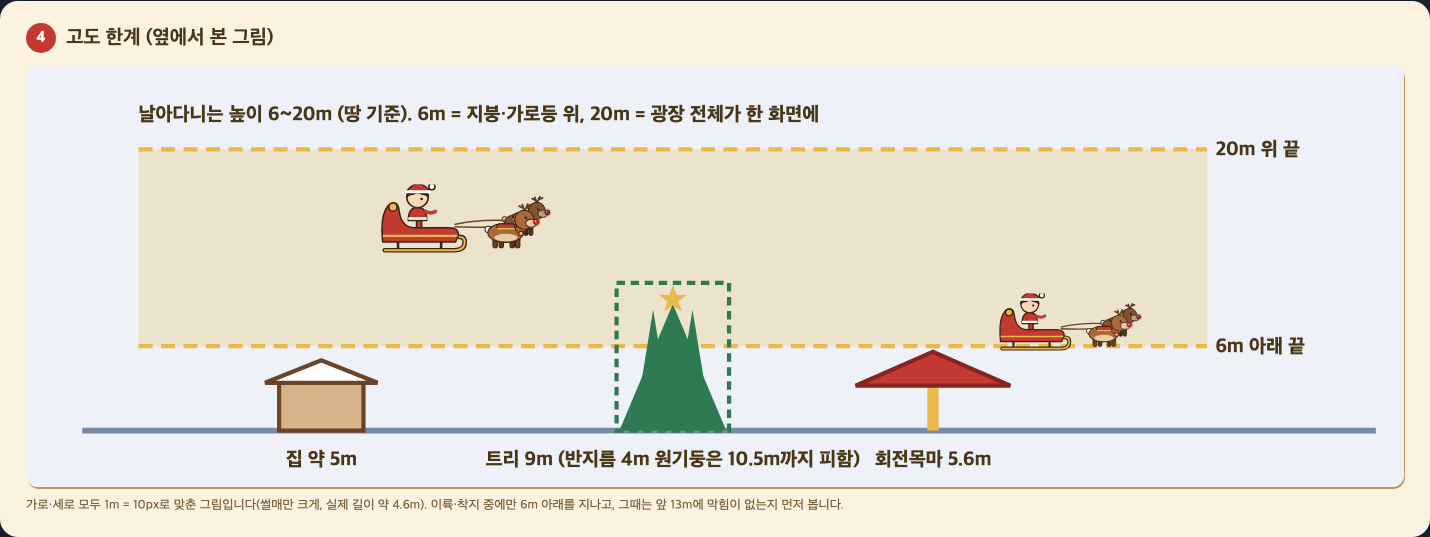 4 고도 한계 (옆에서 본 그림)
날아다니는 높이 6~20m (땅 기준). 6m = 지붕·가로등 위, 20m = 광장 전체가 한 화면에
20m 위 끝
6m 아래 끝
집 약 5m
트리 9m (반지름 4m 원기둥은 10.5m까지 피함)
회전목마 5.6m
가로·세로 모두 1m = 10px로 맞춘 그림입니다(썰매만 크게, 실제 길이 약 4.6m). 이륙·착지 중에만 6m 아래를 지나고, 그때는 앞 13m에 막힘이 없는지 먼저 봅니다.